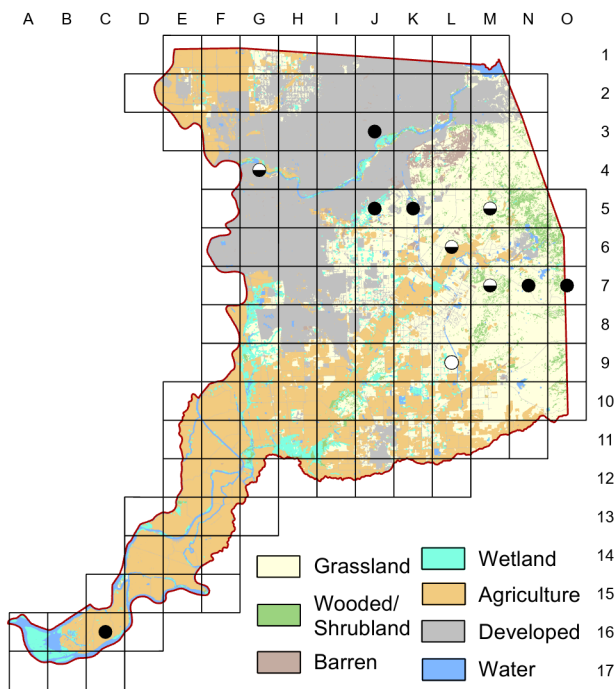 A B C D E F G H I J K L M N O
1
2
3
4
5
6
7
8
9
10
11
12
13
14
15
16
17
Grassland
Wooded/
Shrubland
Barren
Wetland
Agriculture
Developed
Water